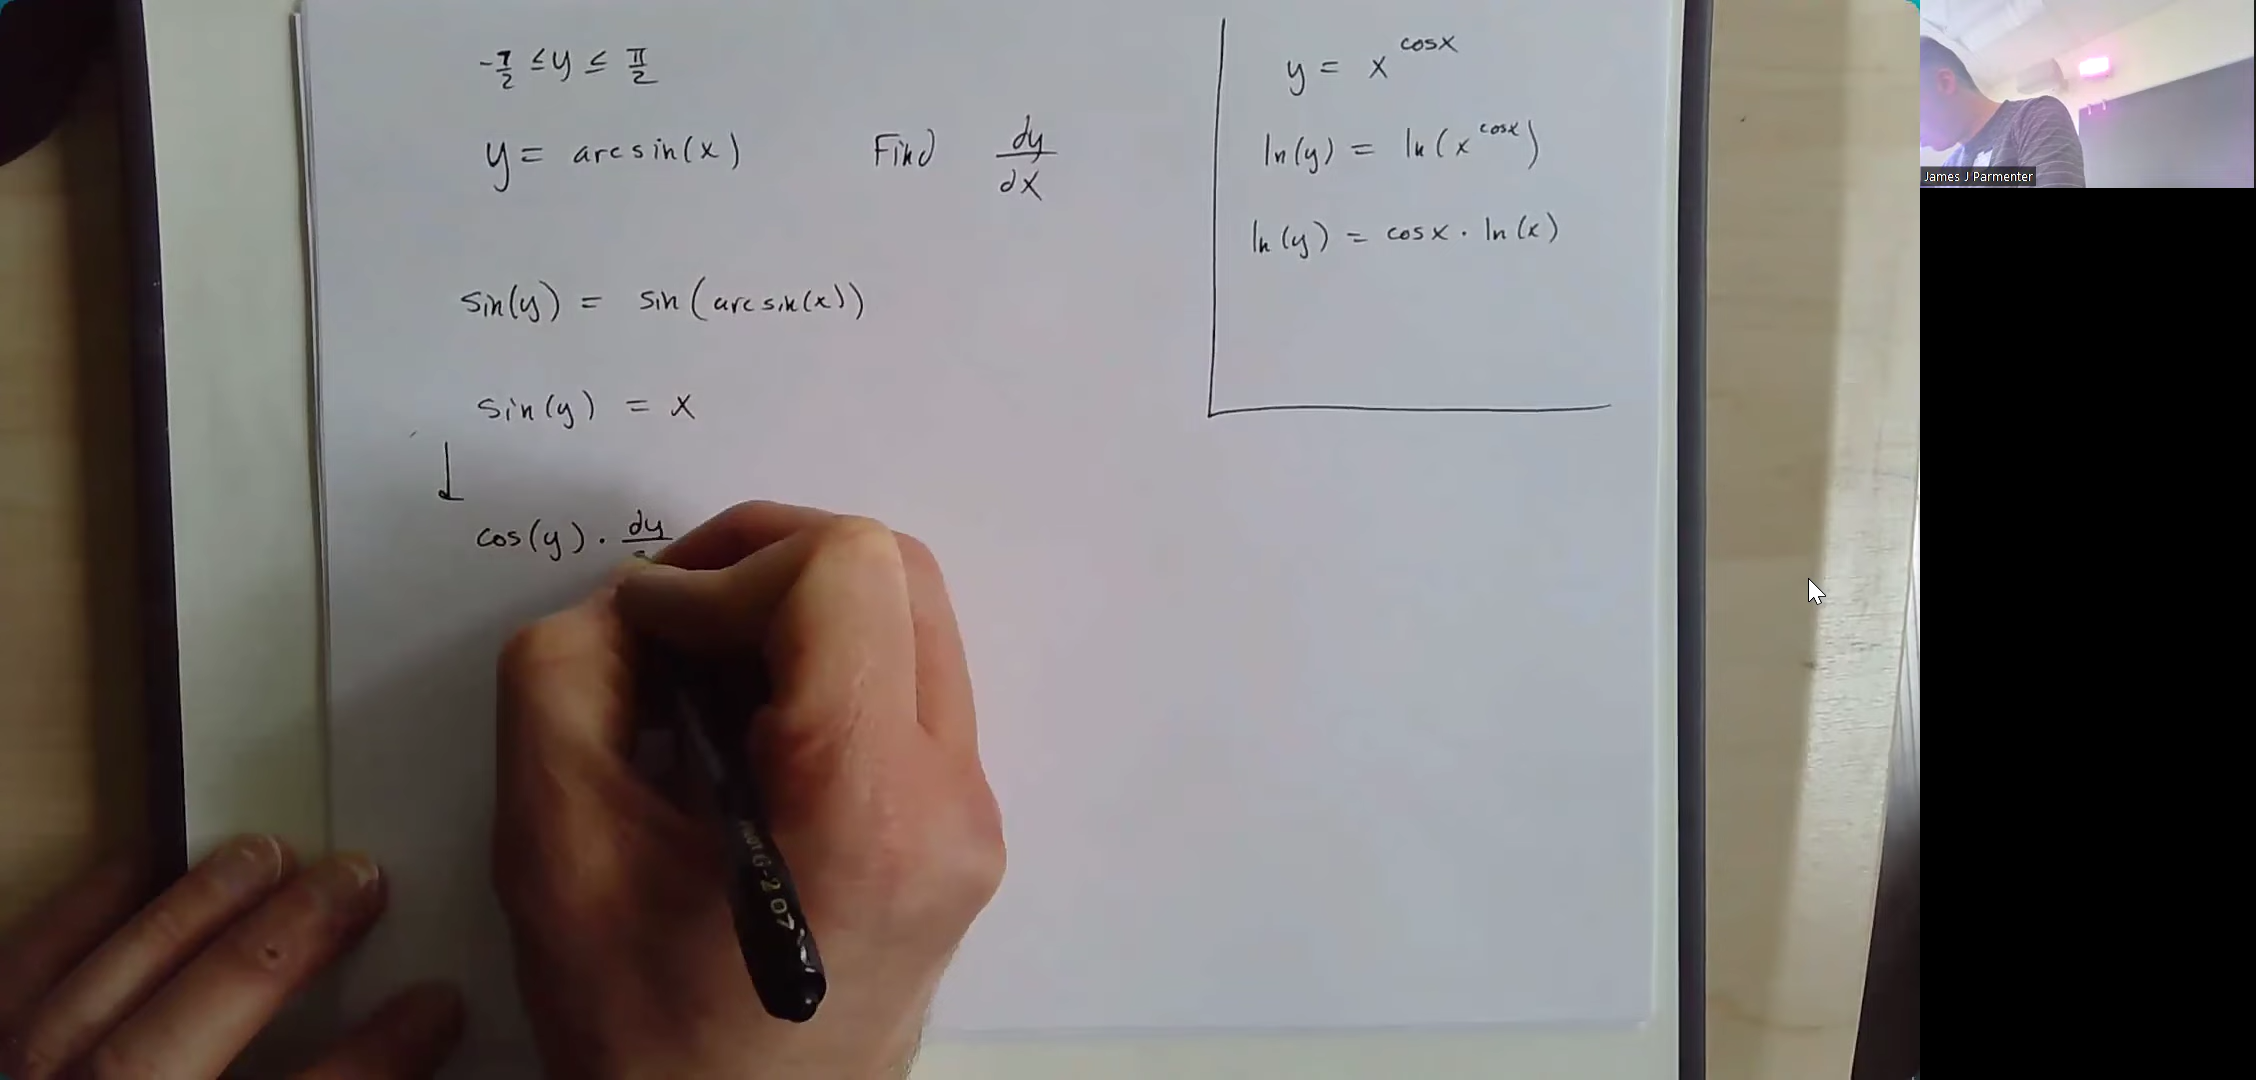 -π/2 ≤ y ≤ π/2
y = arcsin(x) Find dy/dx
sin(y) = sin(arcsin(x))
sin(y) = x
cos(y) · dy
y = x^cosx
ln(y) = ln(x^cosx)
ln(y) = cosx · ln(x)
James J Parmenter